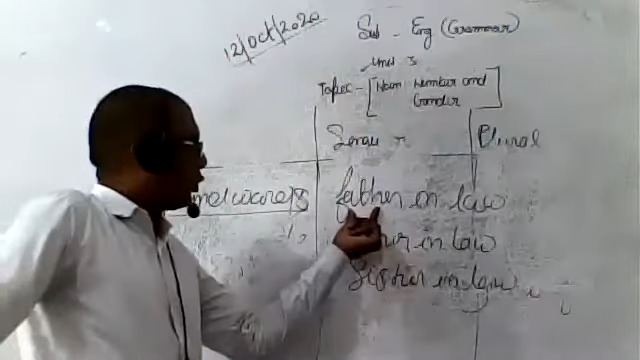 12/Oct/2020
Sub - Eng (Grammar)
Unit 3
Topic - [Noun Number and
Gender]
Plural
father in law
in law
Sister in law